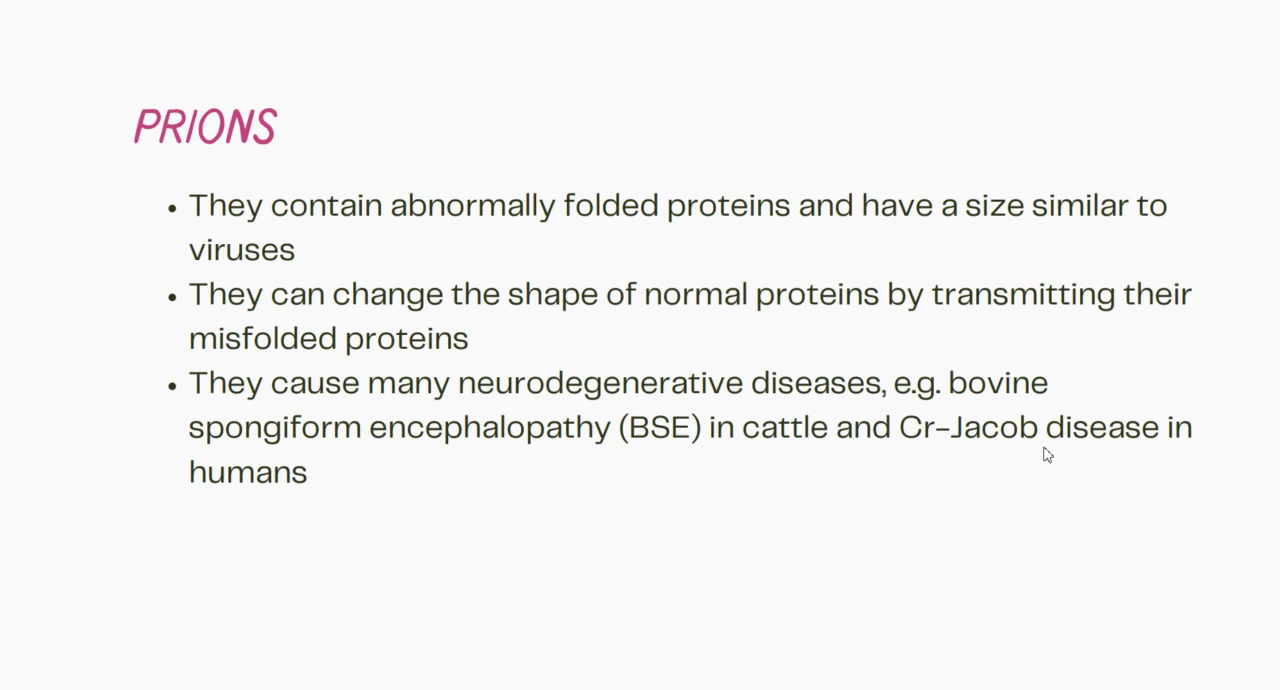 PRIONS
• They contain abnormally folded proteins and have a size similar to
viruses
• They can change the shape of normal proteins by transmitting their
misfolded proteins
• They cause many neurodegenerative diseases, e.g. bovine
spongiform encephalopathy (BSE) in cattle and Cr-Jacob disease in
humans